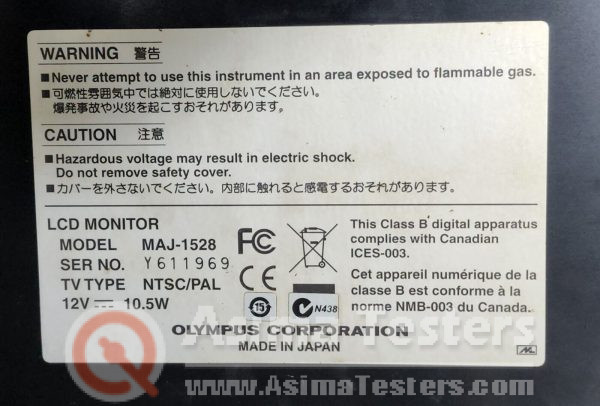 WARNING 警告
■Never attempt to use this instrument in an area exposed to flammable gas.
■可燃性雰囲気中では絶対に使用しないでください。
爆発事故や火災を起こすおそれがあります。
CAUTION 注意
■Hazardous voltage may result in electric shock.
Do not remove safety cover.
■カバーを外さないでください。内部に触れると感電するおそれがあります。
LCD MONITOR
MODEL MAJ-1528
SER NO. Y611969
TV TYPE NTSC/PAL
12V ⎓ 10.5W
FC
CE
15
N438
This Class B digital apparatus
complies with Canadian
ICES-003.
Cet appareil numérique de la
classe B est conforme à la
norme NMB-003 du Canada.
OLYMPUS CORPORATION
MADE IN JAPAN
Asima Testers
www.AsimaTesters.com